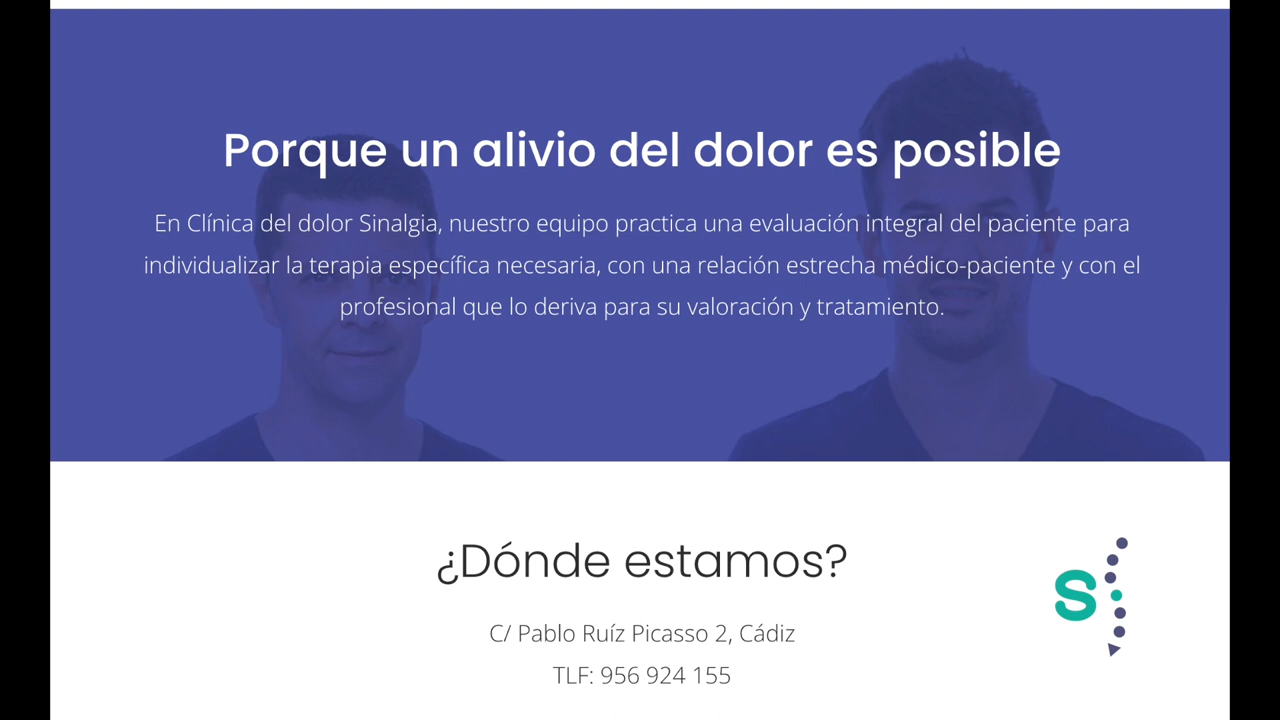 Porque un alivio del dolor es posible
En Clínica del dolor Sinalgia, nuestro equipo practica una evaluación integral del paciente para
individualizar la terapia específica necesaria, con una relación estrecha médico-paciente y con el
profesional que lo deriva para su valoración y tratamiento.
¿Dónde estamos?
S
C/ Pablo Ruíz Picasso 2, Cádiz
TLF: 956 924 155